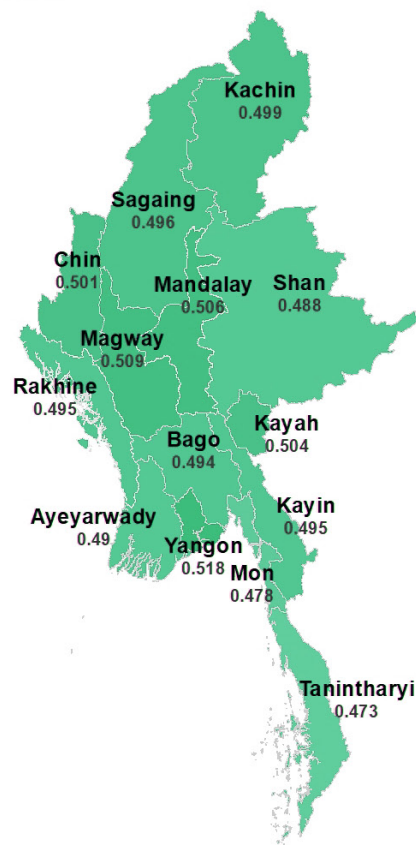 Kachin
0.499
Sagaing
0.496
Chin
0.501
Mandalay
0.506
Shan
0.488
Magway
0.509
Rakhine
0.495
Kayah
0.504
Bago
0.494
Kayin
0.495
Ayeyarwady
0.49
Yangon
0.518
Mon
0.478
Tanintharyi
0.473